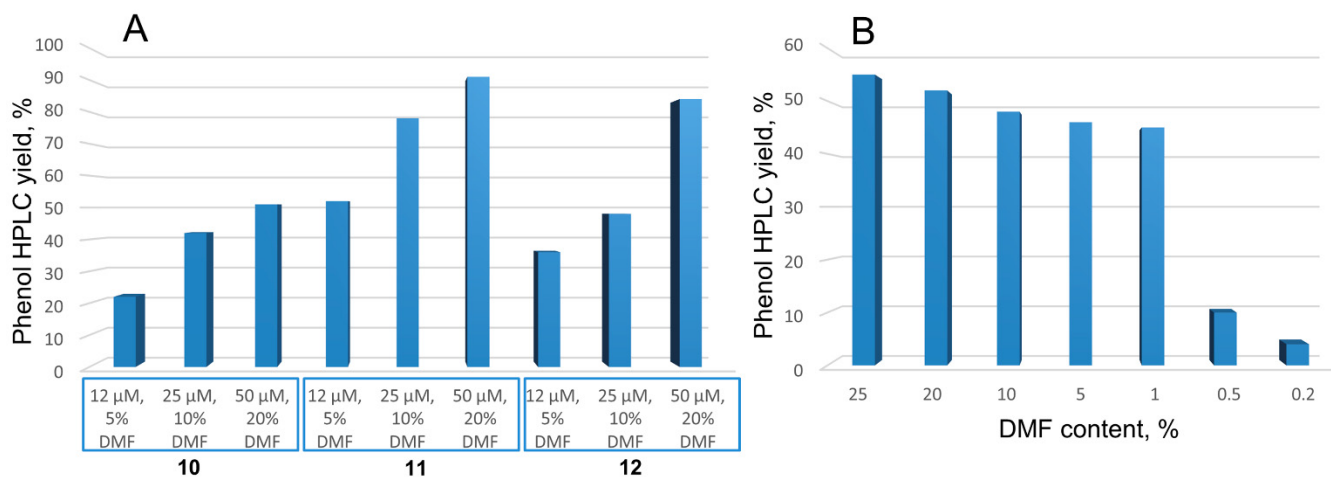 A
Phenol HPLC yield, %
100
90
80
70
60
50
40
30
20
10
0
12 µM, 25 µM, 50 µM, 12 µM, 25 µM, 50 µM, 12 µM, 25 µM, 50 µM,
5% 10% 20% 5% 10% 20% 5% 10% 20%
DMF DMF DMF DMF DMF DMF DMF DMF DMF
10 11 12
B
Phenol HPLC yield, %
60
50
40
30
20
10
0
25 20 10 5 1 0.5 0.2
DMF content, %